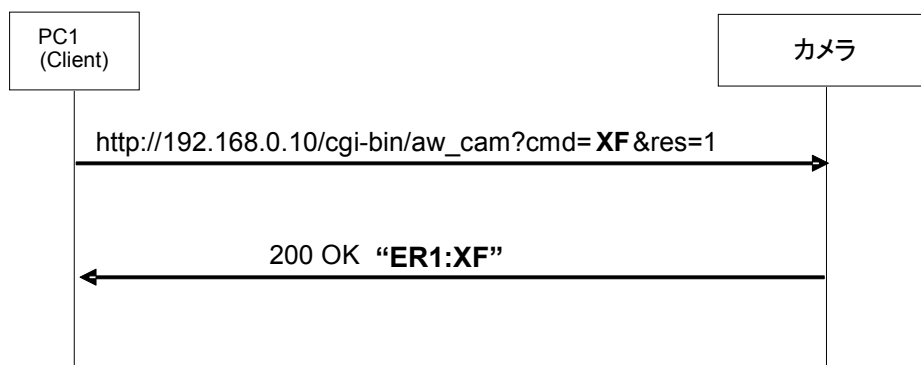 PC1
(Client)
カメラ
http://192.168.0.10/cgi-bin/aw_cam?cmd= XF &res=1
200 OK “ER1:XF”